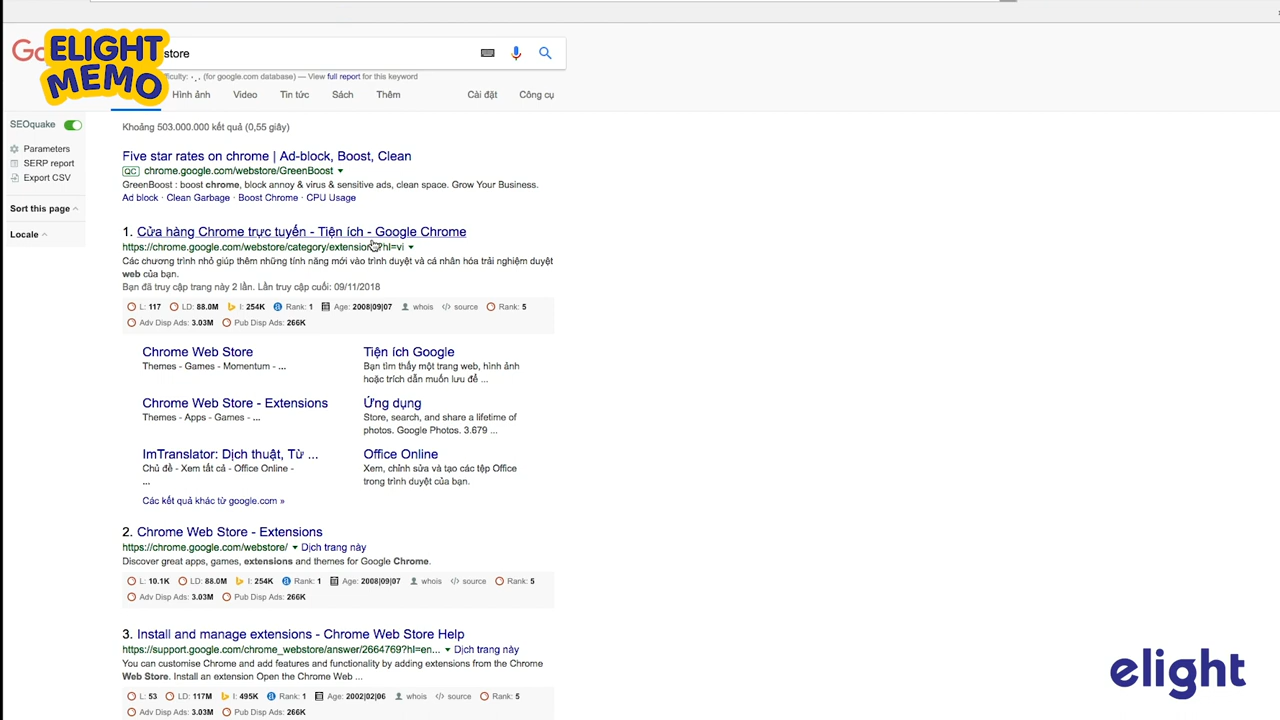 Go
ELIGHT
MEMO
store
(for google.com database) — View full report for this keyword
Hình ảnh Video Tin tức Sách Thêm Cài đặt Công cụ
SEOquake
Parameters
SERP report
Export CSV
Sort this page
Locale
Khoảng 503.000.000 kết quả (0,55 giây)
Five star rates on chrome | Ad-block, Boost, Clean
QC chrome.google.com/webstore/GreenBoost
GreenBoost : boost chrome, block annoy & virus & sensitive ads, clean space. Grow Your Business.
Ad block · Clean Garbage · Boost Chrome · CPU Usage
1. Cửa hàng Chrome trực tuyến - Tiện ích - Google Chrome
https://chrome.google.com/webstore/category/extensions?hl=vi
Các chương trình nhỏ giúp thêm những tính năng mới vào trình duyệt và cá nhân hóa trải nghiệm duyệt
web của bạn.
Bạn đã truy cập trang này 2 lần. Lần truy cập cuối: 09/11/2018
L: 117 LD: 88.0M I: 254K Rank: 1 Age: 2008|09|07 whois </> source Rank: 5
Adv Disp Ads: 3.03M Pub Disp Ads: 266K
Chrome Web Store
Themes - Games - Momentum - ...
Tiện ích Google
Bạn tìm thấy một trang web, hình ảnh
hoặc trích dẫn muốn lưu để ...
Chrome Web Store - Extensions
Themes - Apps - Games - ...
Ứng dụng
Store, search, and share a lifetime of
photos. Google Photos. 3.679 ...
ImTranslator: Dịch thuật, Từ ...
Chủ đề - Xem tất cả - Office Online -
...
Office Online
Xem, chỉnh sửa và tạo các tệp Office
trong trình duyệt của bạn.
Các kết quả khác từ google.com »
2. Chrome Web Store - Extensions
https://chrome.google.com/webstore/ Dịch trang này
Discover great apps, games, extensions and themes for Google Chrome.
L: 10.1K LD: 88.0M I: 254K Rank: 1 Age: 2008|09|07 whois </> source Rank: 5
Adv Disp Ads: 3.03M Pub Disp Ads: 266K
3. Install and manage extensions - Chrome Web Store Help
https://support.google.com/chrome_webstore/answer/2664769?hl=en... Dịch trang này
You can customise Chrome and add features and functionality by adding extensions from the Chrome
Web Store. Install an extension Open the Chrome Web ...
L: 53 LD: 117M I: 495K Rank: 1 Age: 2002|02|06 whois </> source Rank: 5
Adv Disp Ads: 3.03M Pub Disp Ads: 266K
elight